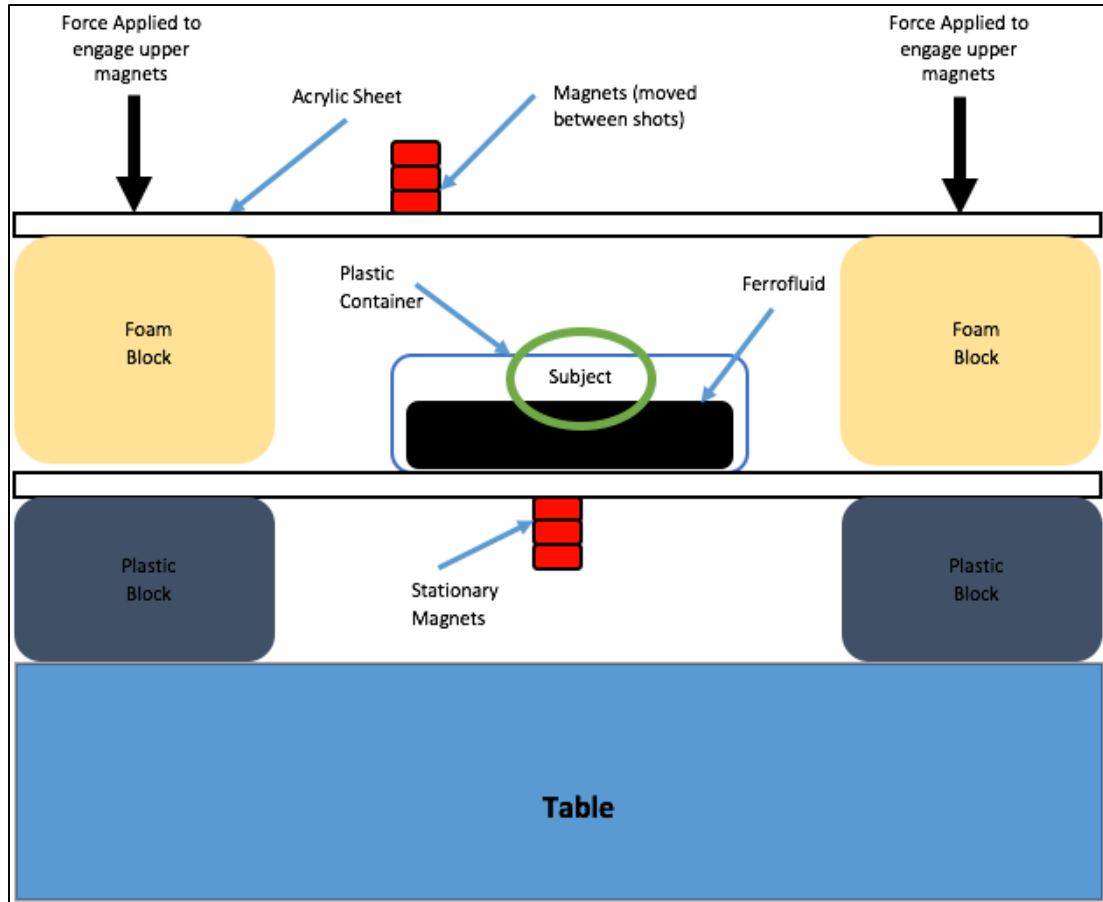 Force Applied to
engage upper
magnets
Force Applied to
engage upper
magnets
Acrylic Sheet
Magnets (moved
between shots)
Plastic
Container
Ferrofluid
Foam
Block
Subject
Foam
Block
Plastic
Block
Stationary
Magnets
Plastic
Block
Table